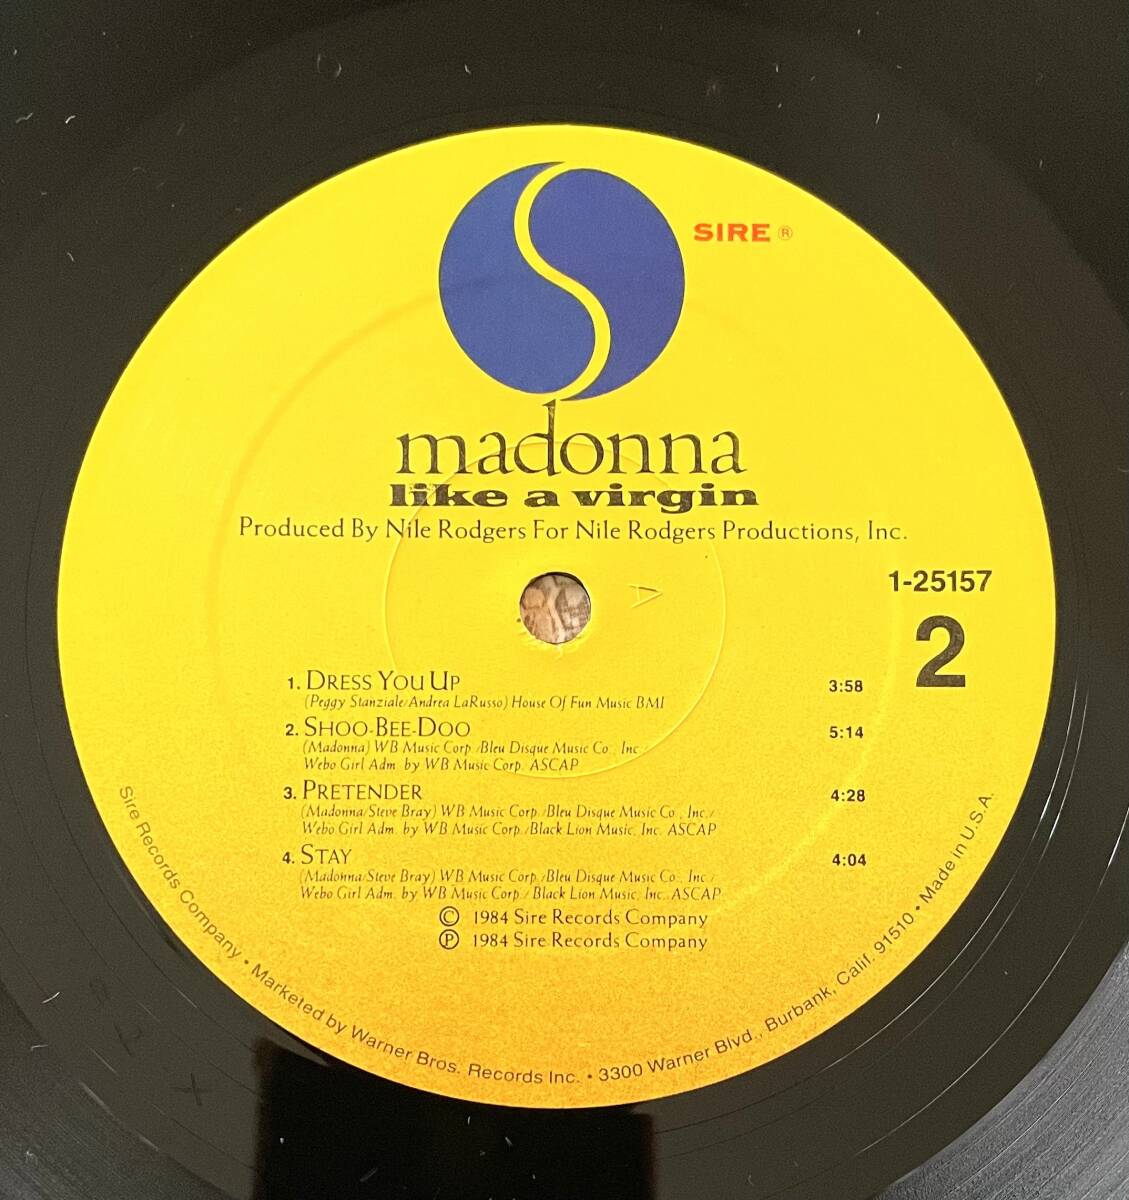 SIRE ®
madonna
like a virgin
Produced By Nile Rodgers For Nile Rodgers Productions, Inc.
1-25157
2
A
1. DRESS YOU UP 3:58
(Peggy Stanziale/Andrea LaRusso) House Of Fun Music BMI
2. SHOO-BEE-DOO 5:14
(Madonna) WB Music Corp./Bleu Disque Music Co., Inc./
Webo Girl Adm. by WB Music Corp. ASCAP
3. PRETENDER 4:28
(Madonna/Steve Bray) WB Music Corp./Bleu Disque Music Co., Inc./
Webo Girl Adm. by WB Music Corp./Black Lion Music, Inc. ASCAP
4. STAY 4:04
(Madonna/Steve Bray) WB Music Corp./Bleu Disque Music Co., Inc./
Webo Girl Adm. by WB Music Corp./Black Lion Music, Inc. ASCAP
© 1984 Sire Records Company
℗ 1984 Sire Records Company
Sire Records Company • Marketed by Warner Bros. Records Inc. • 3300 Warner Blvd., Burbank, Calif. 91510 • Made in U.S.A.